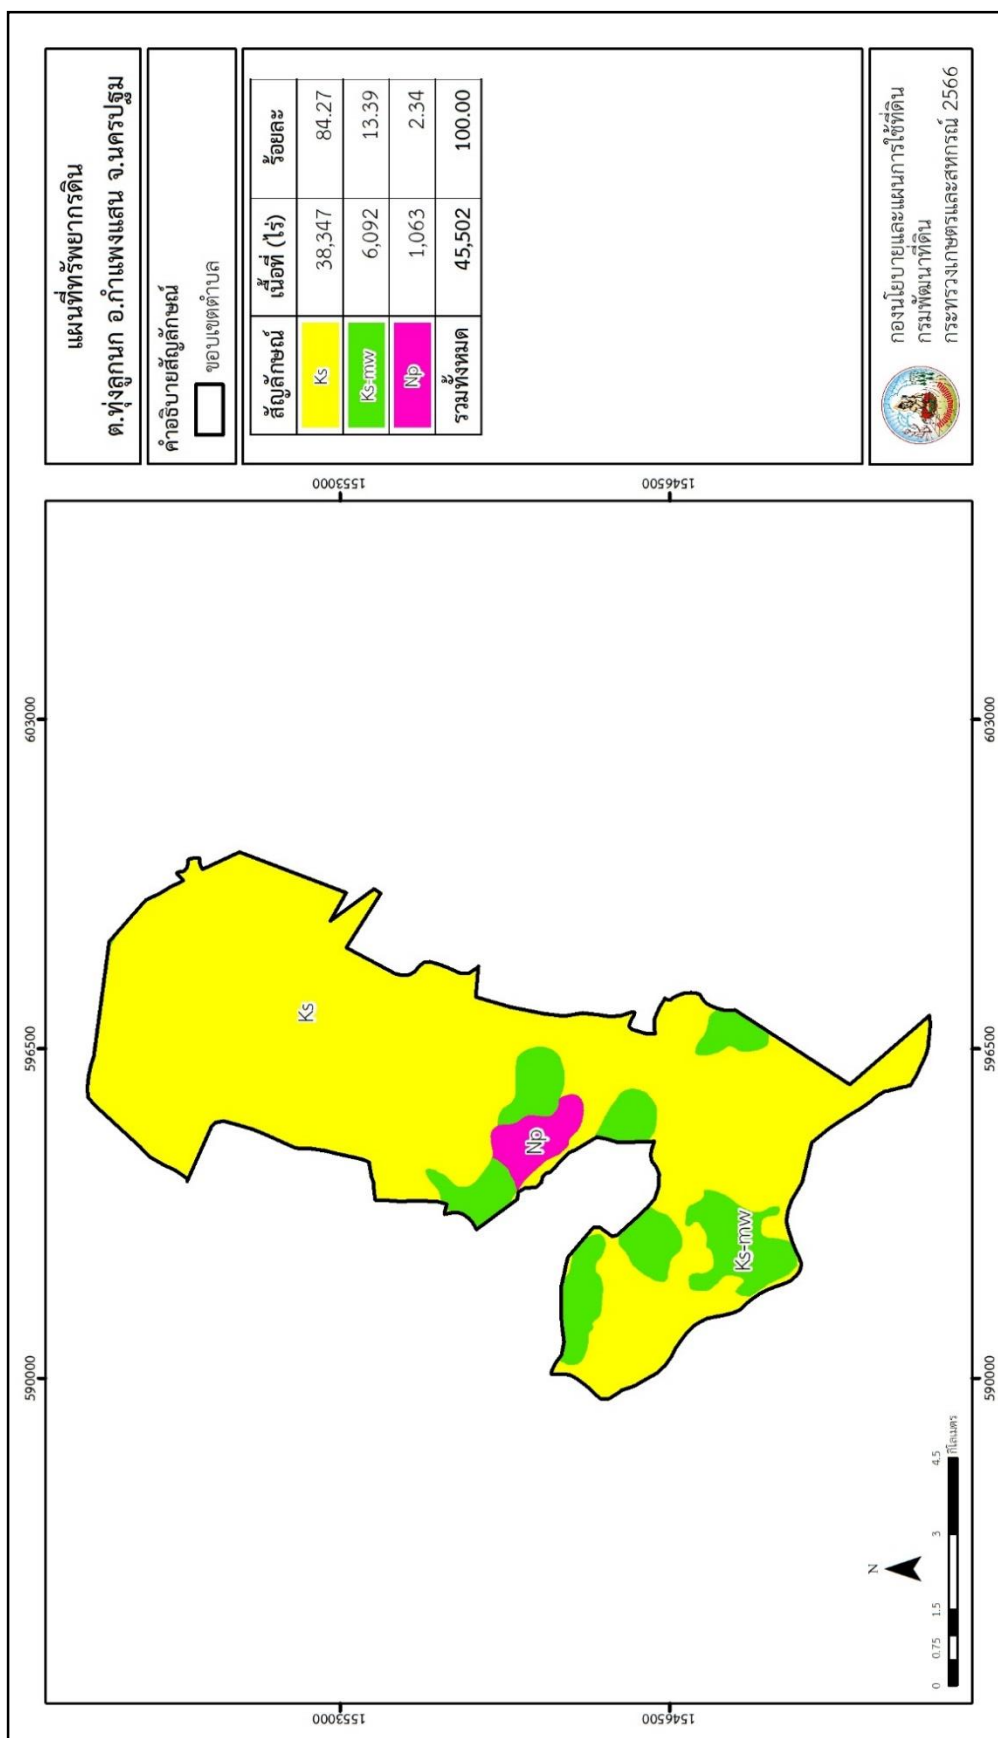 แผนที่ทรัพยากรดิน
ต.ทุ่งลูกนก อ.กำแพงแสน จ.นครปฐม
คำอธิบายสัญลักษณ์
ขอบเขตตำบล
สัญลักษณ์ เนื้อที่ (ไร่) ร้อยละ
Ks 38,347 84.27
Ks-mw 6,092 13.39
Np 1,063 2.34
รวมทั้งหมด 45,502 100.00
กองนโยบายและแผนการใช้ที่ดิน
กรมพัฒนาที่ดิน
กระทรวงเกษตรและสหกรณ์ 2566
590000 596500 603000
1553000 1553000
1546500 1546500
Ks
Np
Ks-mw
N
0 0.75 1.5 3 4.5
กิโลเมตร
590000 596500 603000